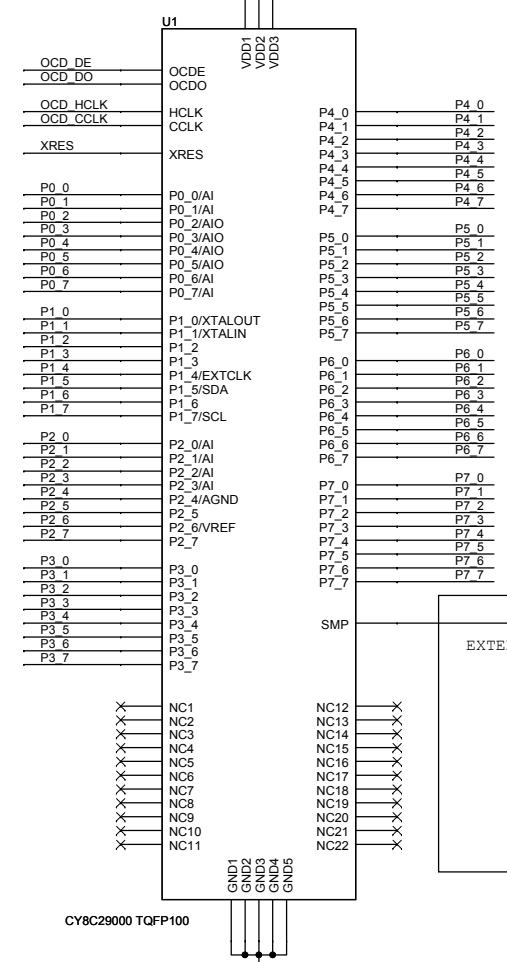 U1
VDD1
VDD2
VDD3
OCD_DE OCDE
OCD_DO OCDO
OCD_HCLK HCLK P4_0 P4_0
OCD_CCLK CCLK P4_1 P4_1
P4_2 P4_2
XRES XRES P4_3 P4_3
P4_4 P4_4
P4_5 P4_5
P0_0 P0_0/AI P4_6 P4_6
P0_1 P0_1/AI P4_7 P4_7
P0_2 P0_2/AIO
P0_3 P0_3/AIO P5_0 P5_0
P0_4 P0_4/AIO P5_1 P5_1
P0_5 P0_5/AIO P5_2 P5_2
P0_6 P0_6/AI P5_3 P5_3
P0_7 P0_7/AI P5_4 P5_4
P5_5 P5_5
P1_0 P1_0/XTALOUT P5_6 P5_6
P1_1 P1_1/XTALIN P5_7 P5_7
P1_2 P1_2
P1_3 P1_3 P6_0 P6_0
P1_4 P1_4/EXTCLK P6_1 P6_1
P1_5 P1_5/SDA P6_2 P6_2
P1_6 P1_6 P6_3 P6_3
P1_7 P1_7/SCL P6_4 P6_4
P6_5 P6_5
P2_0 P2_0/AI P6_6 P6_6
P2_1 P2_1/AI P6_7 P6_7
P2_2 P2_2/AI
P2_3 P2_3/AI P7_0 P7_0
P2_4 P2_4/AGND P7_1 P7_1
P2_5 P2_5 P7_2 P7_2
P2_6 P2_6/VREF P7_3 P7_3
P2_7 P2_7 P7_4 P7_4
P7_5 P7_5
P3_0 P3_0 P7_6 P7_6
P3_1 P3_1 P7_7 P7_7
P3_2 P3_2
P3_3 P3_3
P3_4 P3_4 SMP
P3_5 P3_5
P3_6 P3_6 EXTE
P3_7 P3_7
NC1 NC12
NC2 NC13
NC3 NC14
NC4 NC15
NC5 NC16
NC6 NC17
NC7 NC18
NC8 NC19
NC9 NC20
NC10 NC21
NC11 NC22
GND1
GND2
GND3
GND4
GND5
CY8C29000 TQFP100